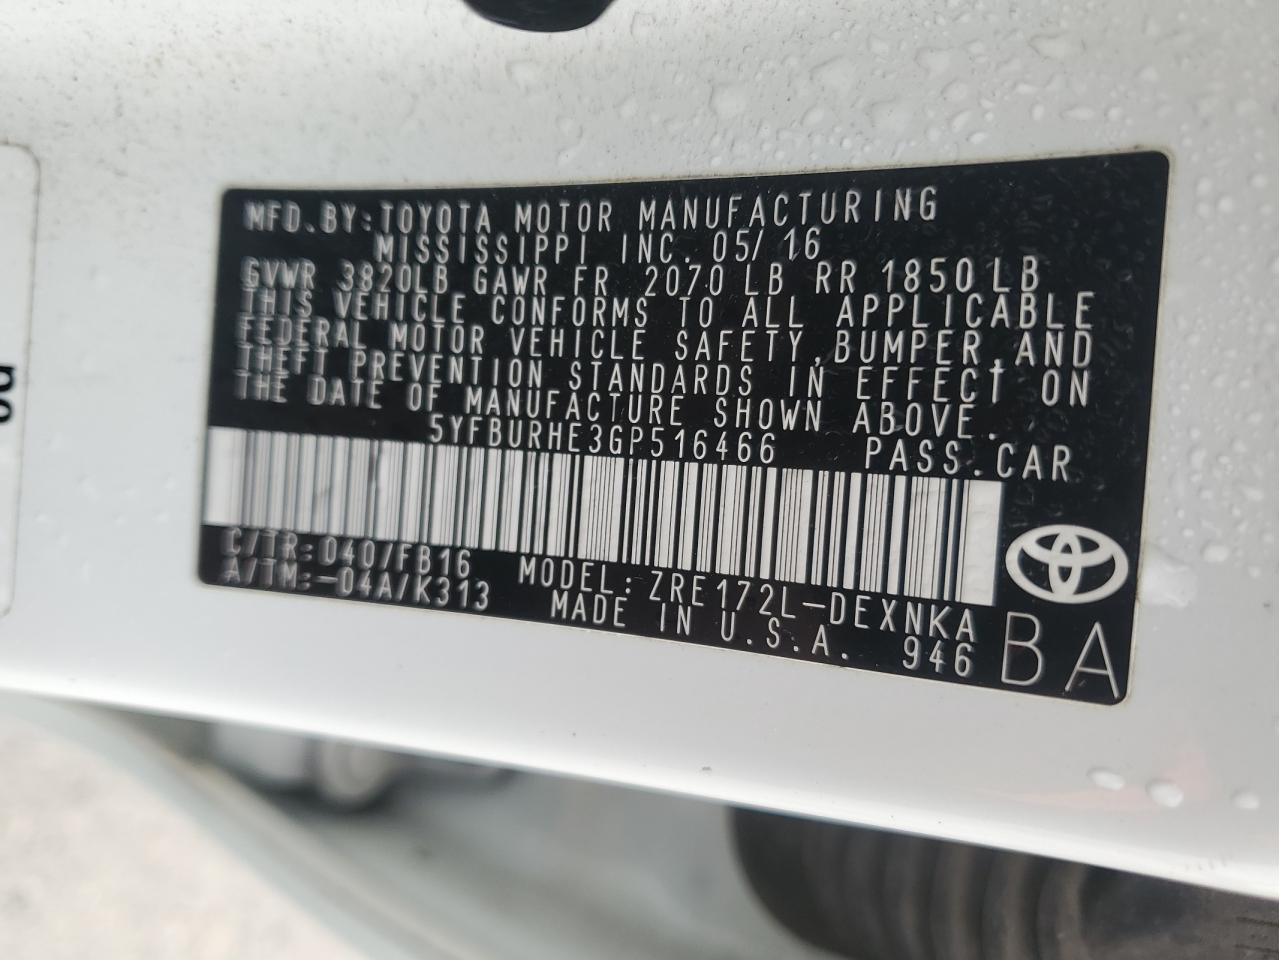 MFD.BY:TOYOTA MOTOR MANUFACTURING
MISSISSIPPI INC. 05/16
GVWR 3820LB GAWR FR 2070 LB RR 1850 LB
THIS VEHICLE CONFORMS TO ALL APPLICABLE
FEDERAL MOTOR VEHICLE SAFETY,BUMPER,AND
THEFT PREVENTION STANDARDS IN EFFECT ON
THE DATE OF MANUFACTURE SHOWN ABOVE.
5YFBURHE3GP516466 PASS.CAR
C/TR:040/FB16 MODEL:ZRE172L-DEXNKA
A/TM:-04A/K313 MADE IN U.S.A. 946
BA